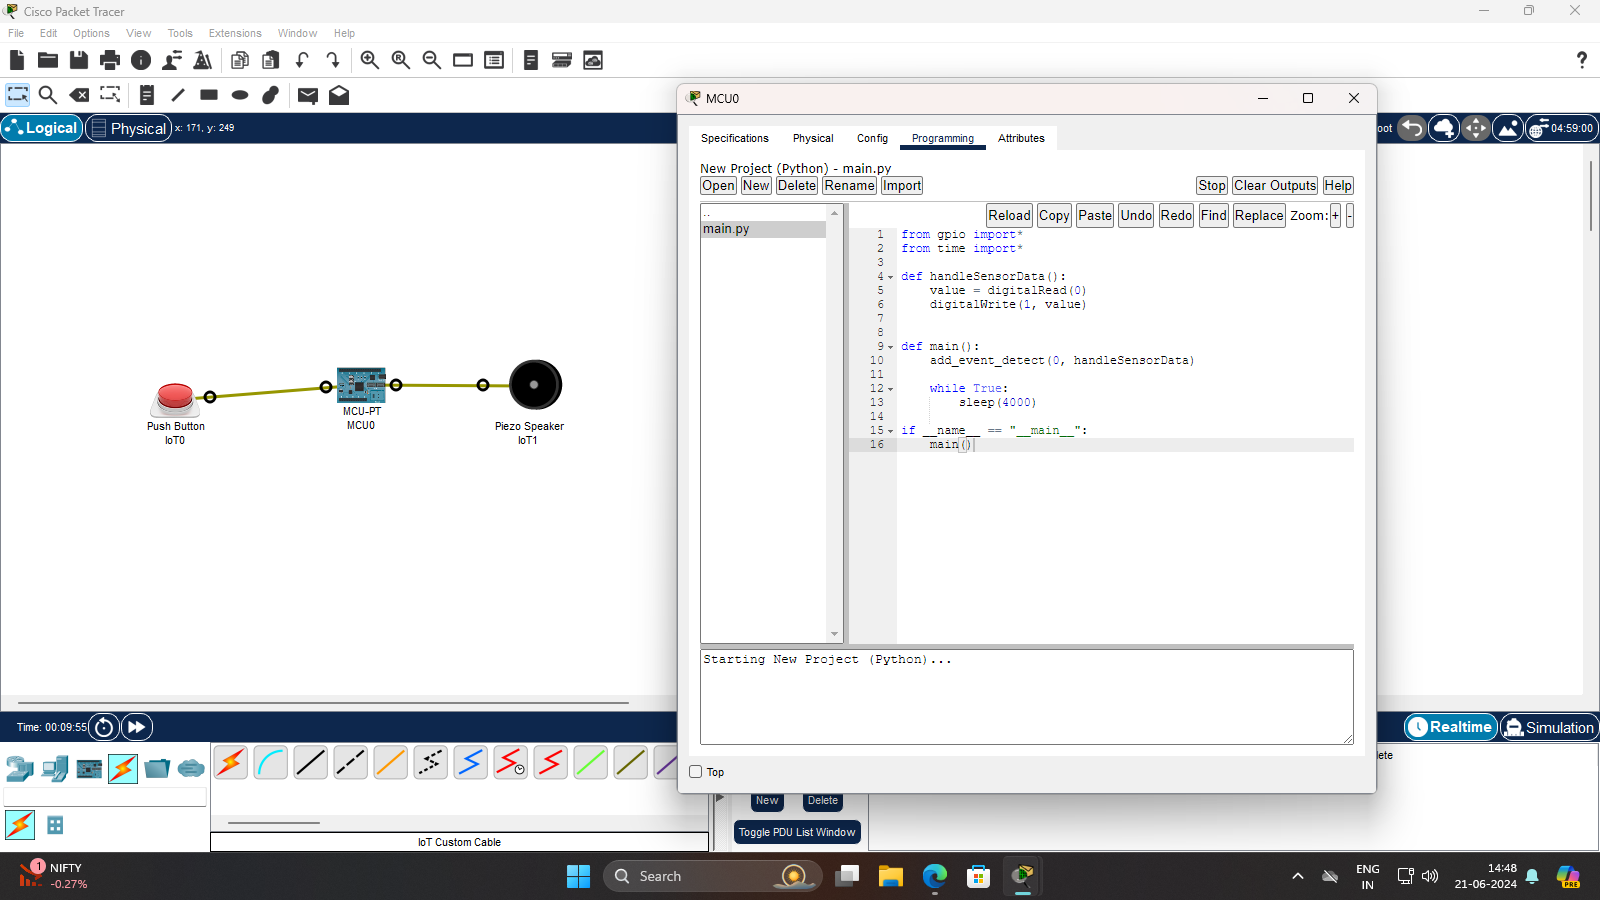 Cisco Packet Tracer
File Edit Options View Tools Extensions Window Help
Logical Physical x: 171, y: 249
oot 04:59:00
MCU0
Specifications Physical Config Programming Attributes
New Project (Python) - main.py
Open New Delete Rename Import Stop Clear Outputs Help
Reload Copy Paste Undo Redo Find Replace Zoom: + -
..
main.py
1 from gpio import*
2 from time import*
3
4 def handleSensorData():
5 value = digitalRead(0)
6 digitalWrite(1, value)
7
8
9 def main():
10 add_event_detect(0, handleSensorData)
11
12 while True:
13 sleep(4000)
14
15 if __name__ == "__main__":
16 main()
Push Button
IoT0
MCU-PT
MCU0
Piezo Speaker
IoT1
Starting New Project (Python)...
Top
Time: 00:09:55
Realtime Simulation
lete
New Delete
Toggle PDU List Window
IoT Custom Cable
1
NIFTY
-0.27%
Search
PRE
ENG
IN
14:48
21-06-2024